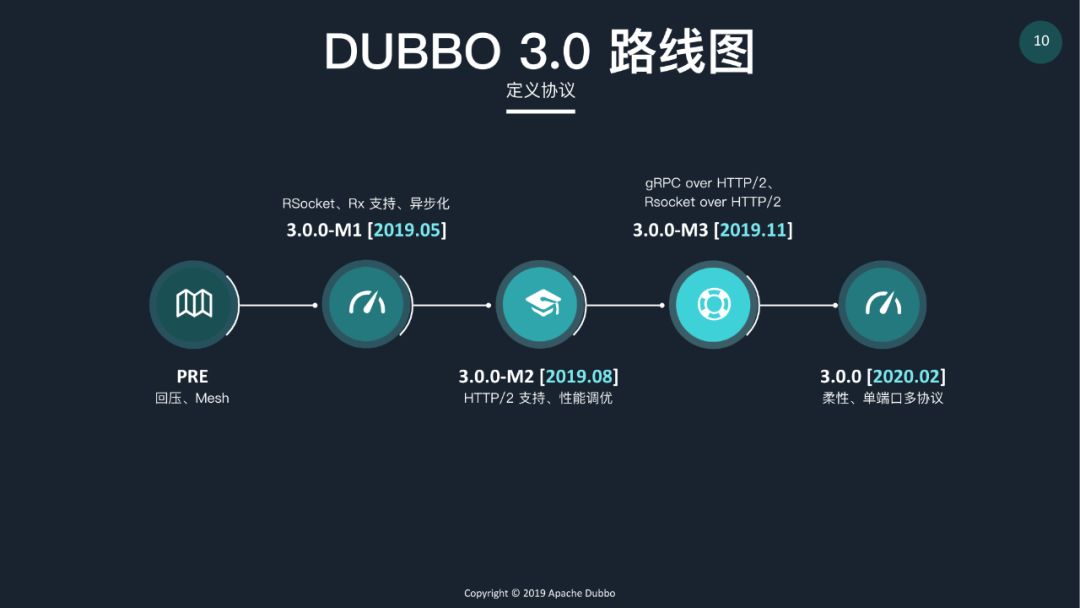 DUBBO 3.0 路线图
10
定义协议
RSocket、Rx 支持、异步化
3.0.0-M1 [2019.05]
gRPC over HTTP/2、
Rsocket over HTTP/2
3.0.0-M3 [2019.11]
PRE
回压、Mesh
3.0.0-M2 [2019.08]
HTTP/2 支持、性能调优
3.0.0 [2020.02]
柔性、单端口多协议
Copyright © 2019 Apache Dubbo